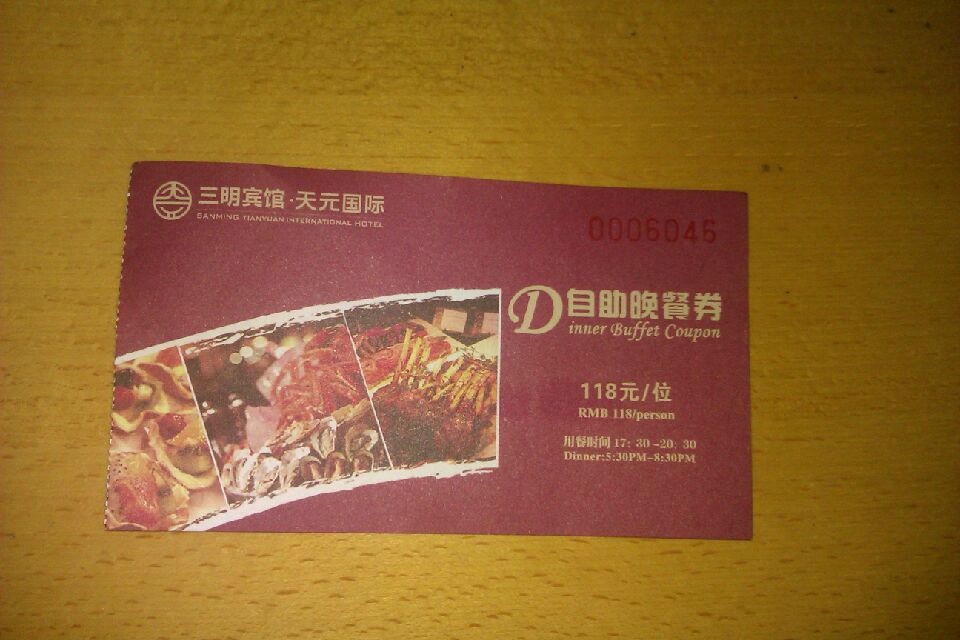 三明宾馆·天元国际
SANMING TIANYUAN INTERNATIONAL HOTEL
0006046
自助晚餐券
Dinner Buffet Coupon
118元/位
RMB 118/person
用餐时间 17: 30-20: 30
Dinner:5:30PM-8:30PM